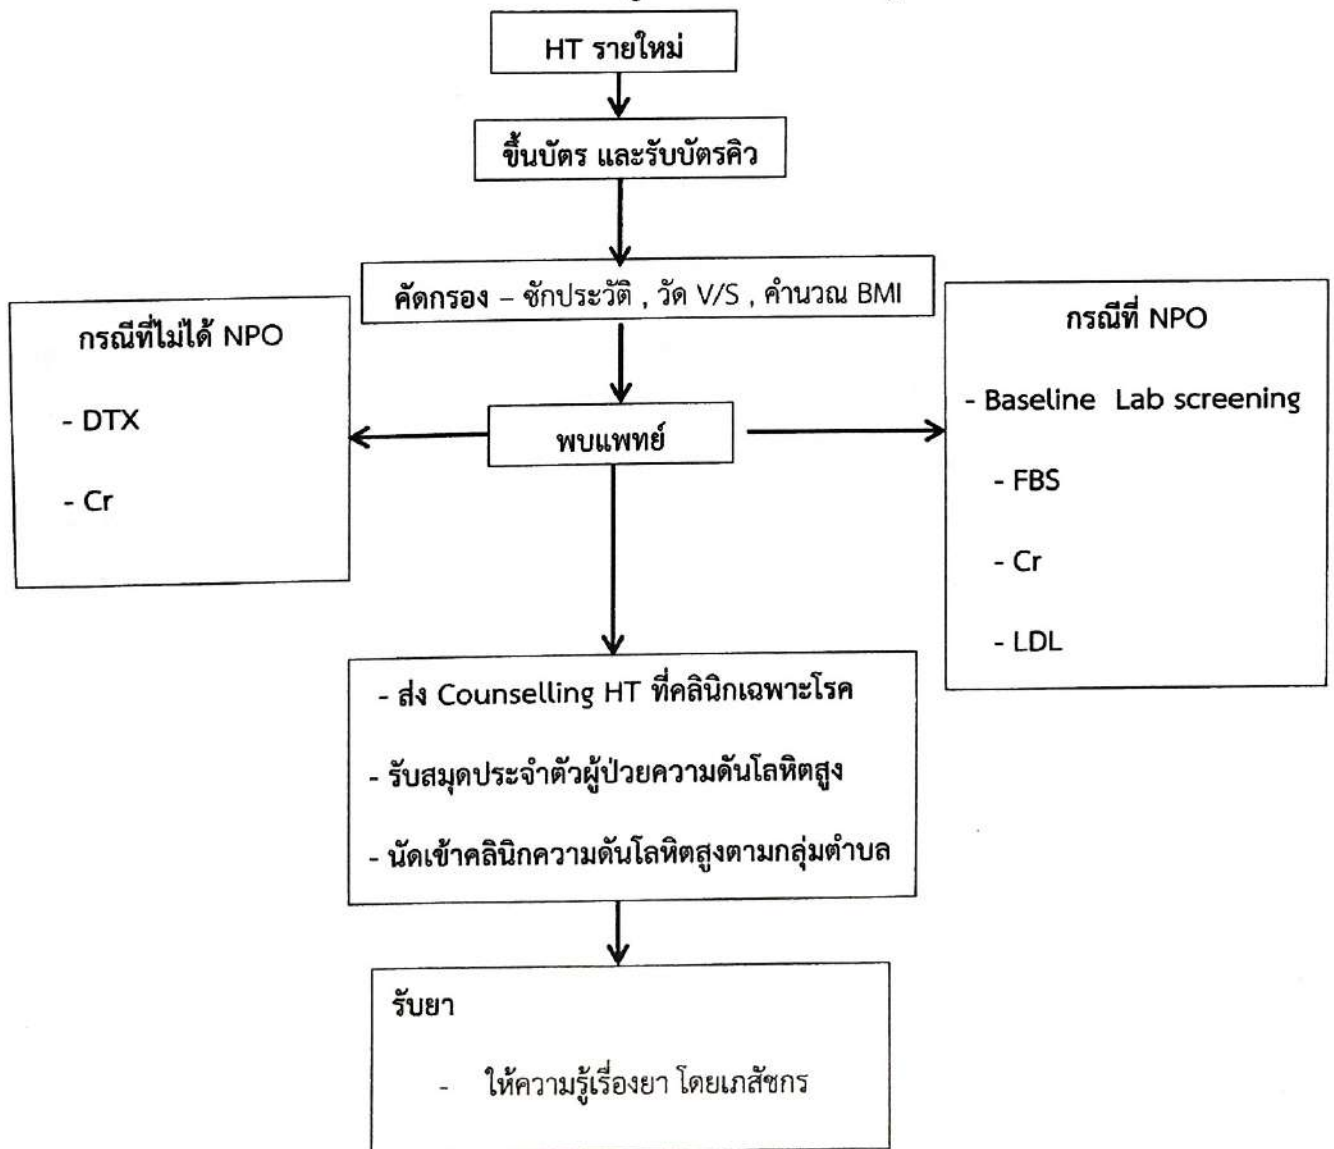 HT รายใหม่
ขึ้นบัตร และรับบัตรคิว
คัดกรอง – ซักประวัติ , วัด V/S , คำนวณ BMI
กรณีที่ไม่ได้ NPO
- DTX
- Cr
พบแพทย์
กรณีที่ NPO
- Baseline Lab screening
- FBS
- Cr
- LDL
- ส่ง Counselling HT ที่คลินิกเฉพาะโรค
- รับสมุดประจำตัวผู้ป่วยความดันโลหิตสูง
- นัดเข้าคลินิกความดันโลหิตสูงตามกลุ่มตำบล
รับยา
- ให้ความรู้เรื่องยา โดยเภสัชกร